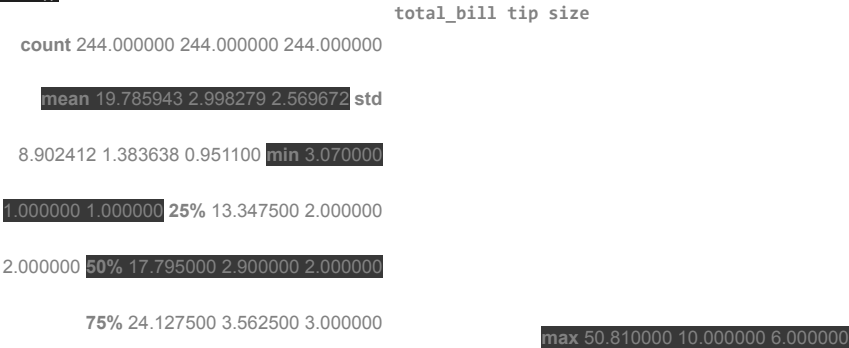 total_bill tip size
count 244.000000 244.000000 244.000000
mean 19.785943 2.998279 2.569672 std
8.902412 1.383638 0.951100 min 3.070000
1.000000 1.000000 25% 13.347500 2.000000
2.000000 50% 17.795000 2.900000 2.000000
75% 24.127500 3.562500 3.000000
max 50.810000 10.000000 6.000000